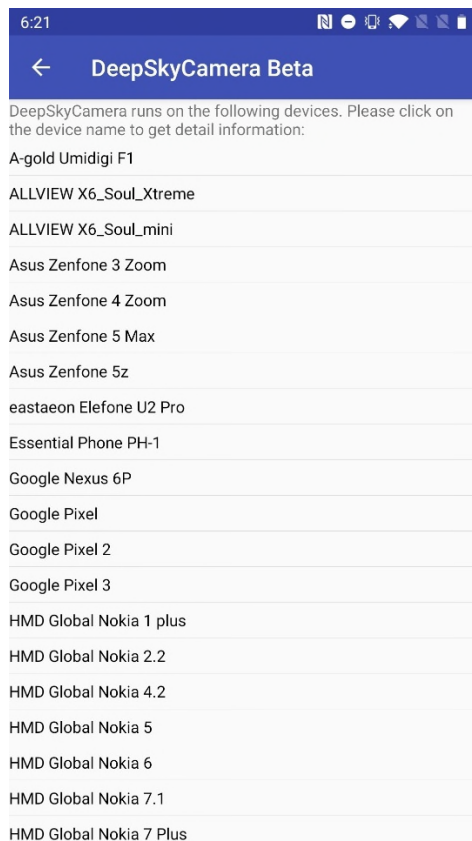 6:21
DeepSkyCamera Beta
DeepSkyCamera runs on the following devices. Please click on
the device name to get detail information:
A-gold Umidigi F1
ALLVIEW X6_Soul_Xtreme
ALLVIEW X6_Soul_mini
Asus Zenfone 3 Zoom
Asus Zenfone 4 Zoom
Asus Zenfone 5 Max
Asus Zenfone 5z
eastaeon Elefone U2 Pro
Essential Phone PH-1
Google Nexus 6P
Google Pixel
Google Pixel 2
Google Pixel 3
HMD Global Nokia 1 plus
HMD Global Nokia 2.2
HMD Global Nokia 4.2
HMD Global Nokia 5
HMD Global Nokia 6
HMD Global Nokia 7.1
HMD Global Nokia 7 Plus